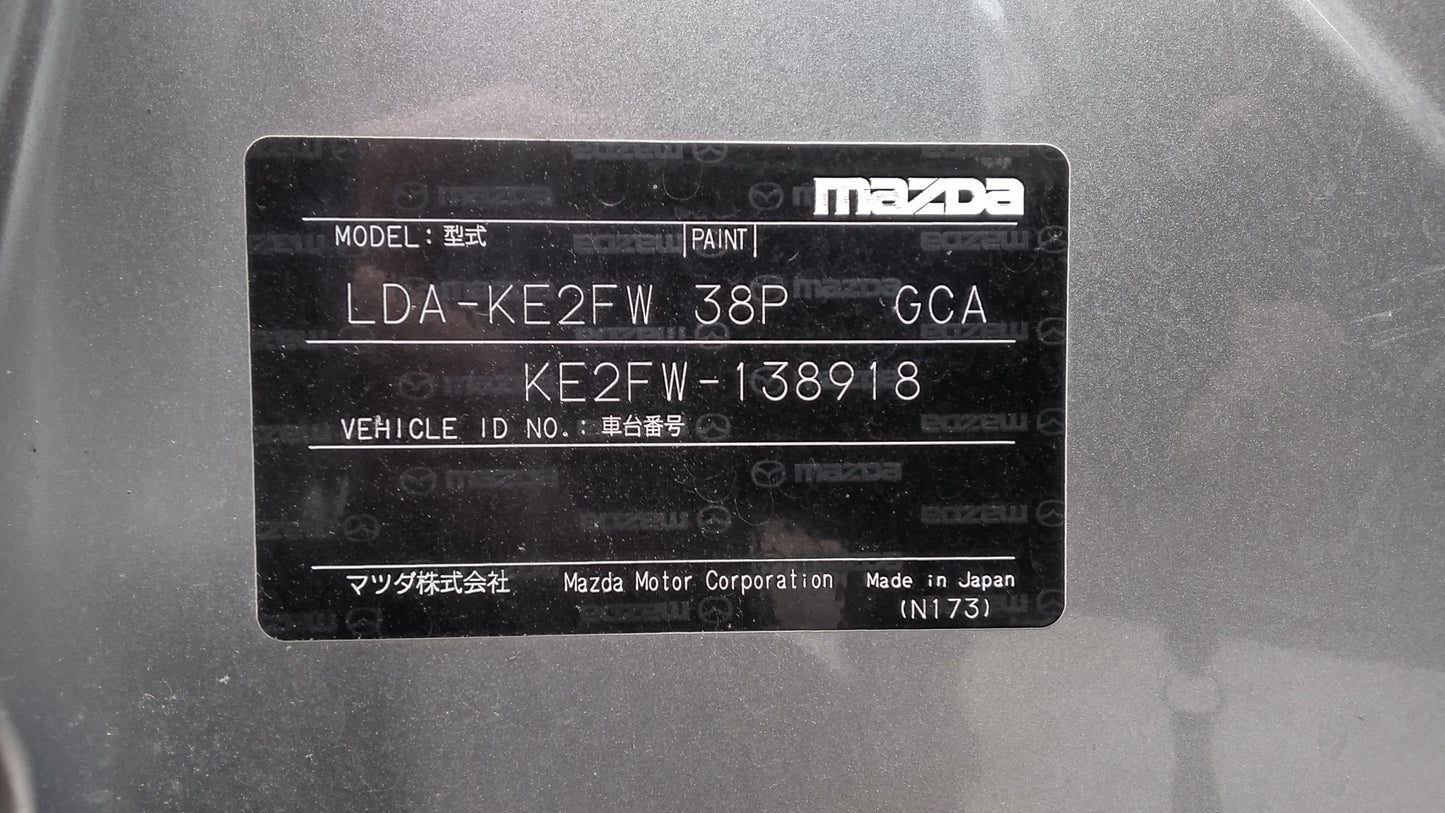 mazda
MODEL: 型式 PAINT
LDA-KE2FW 38P GCA
KE2FW-138918
VEHICLE ID NO.: 車台番号
マツダ株式会社 Mazda Motor Corporation Made in Japan
(N173)